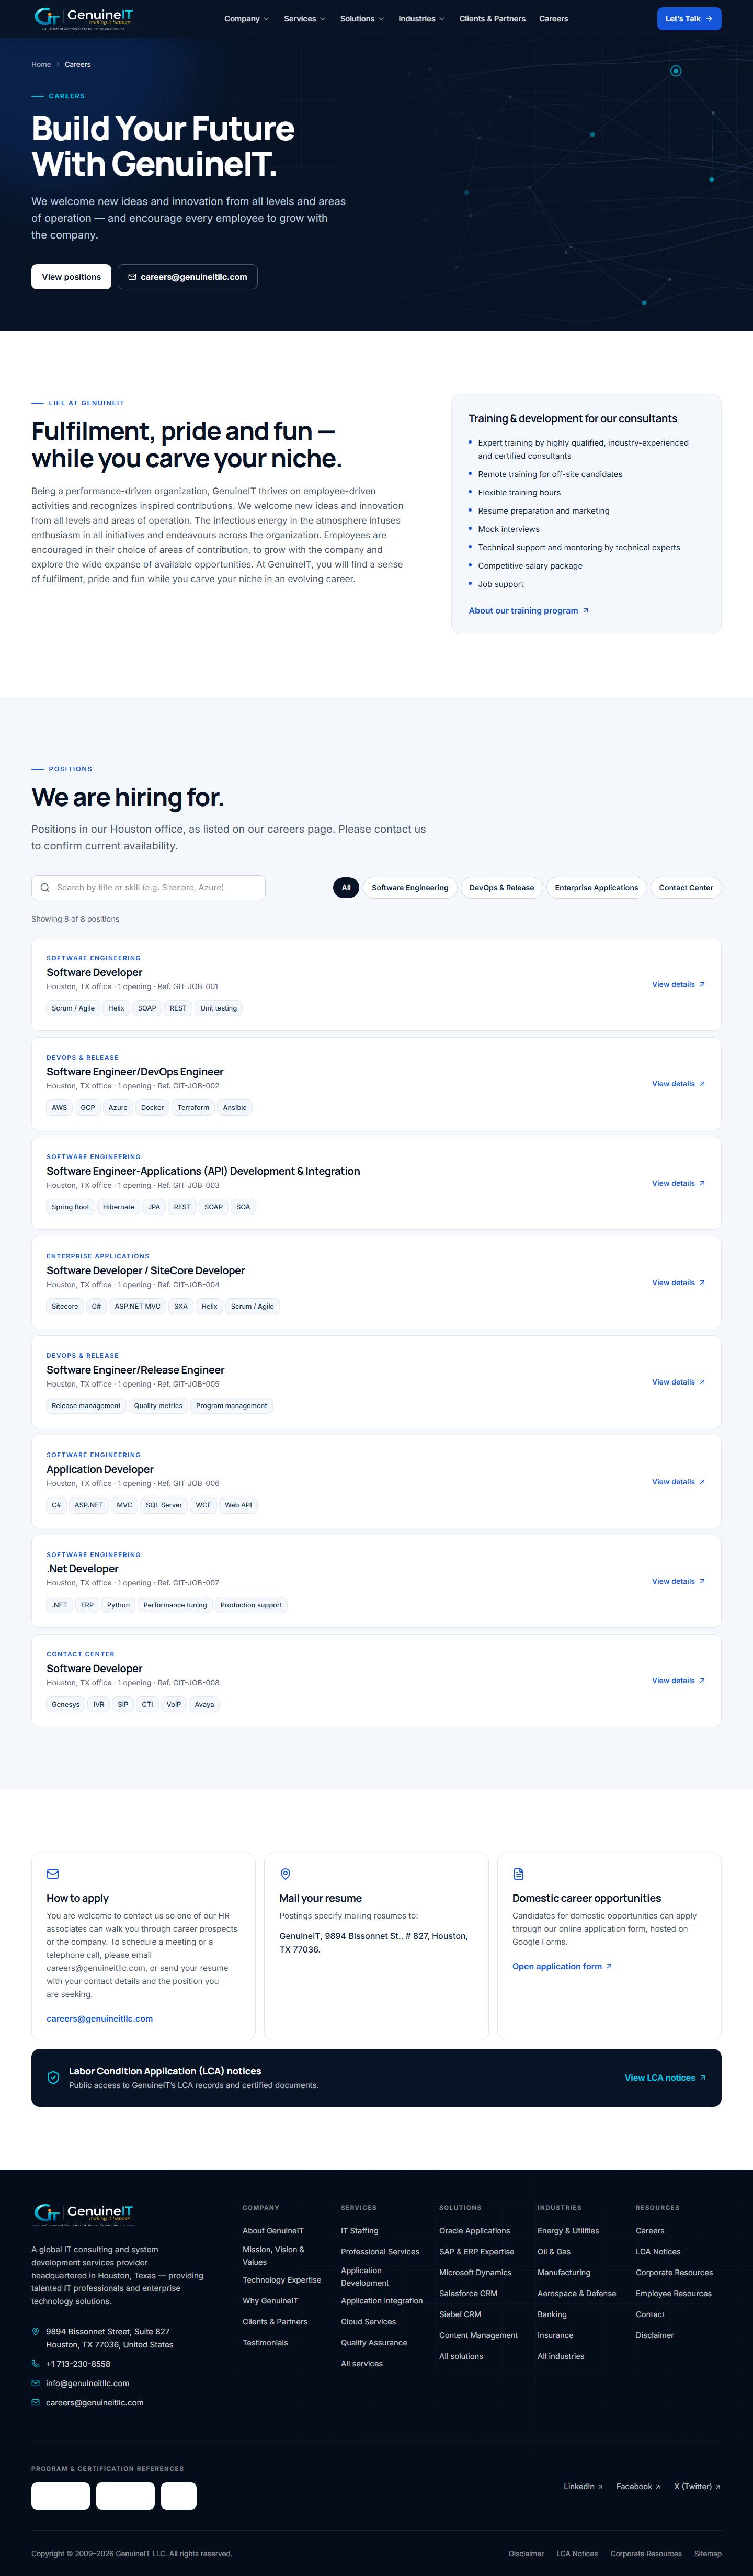 GenuineIT
making it happen
Company
Services
Solutions
Industries
Clients & Partners
Careers
Let's Talk
Home > Careers
CAREERS
Build Your Future
With GenuineIT.
We welcome new ideas and innovation from all levels and areas
of operation — and encourage every employee to grow with
the company.
View positions
careers@genuineitllc.com
LIFE AT GENUINEIT
Fulfilment, pride and fun —
while you carve your niche.
Being a performance-driven organization, GenuineIT thrives on employee-driven
activities and recognizes inspired contributions. We welcome new ideas and innovation
from all levels and areas of operation. The infectious energy in the atmosphere infuses
enthusiasm in all initiatives and endeavours across the organization. Employees are
encouraged in their choice of areas of contribution, to grow with the company and
explore the wide expanse of available opportunities. At GenuineIT, you will find a sense
of fulfilment, pride and fun while you carve your niche in an evolving career.
Training & development for our consultants
Expert training by highly qualified, industry-experienced
and certified consultants
Remote training for off-site candidates
Flexible training hours
Resume preparation and marketing
Mock interviews
Technical support and mentoring by technical experts
Competitive salary package
Job support
About our training program
POSITIONS
We are hiring for.
Positions in our Houston office, as listed on our careers page. Please contact us
to confirm current availability.
Search by title or skill (e.g. Sitecore, Azure)
All
Software Engineering
DevOps & Release
Enterprise Applications
Contact Center
Showing 8 of 8 positions
SOFTWARE ENGINEERING
Software Developer
Houston, TX office · 1 opening · Ref. GIT-JOB-001
Scrum / Agile
Helix
SOAP
REST
Unit testing
View details
DEVOPS & RELEASE
Software Engineer/DevOps Engineer
Houston, TX office · 1 opening · Ref. GIT-JOB-002
AWS
GCP
Azure
Docker
Terraform
Ansible
View details
SOFTWARE ENGINEERING
Software Engineer-Applications (API) Development & Integration
Houston, TX office · 1 opening · Ref. GIT-JOB-003
Spring Boot
Hibernate
JPA
REST
SOAP
SOA
View details
ENTERPRISE APPLICATIONS
Software Developer / SiteCore Developer
Houston, TX office · 1 opening · Ref. GIT-JOB-004
Sitecore
C#
ASP.NET MVC
SXA
Helix
Scrum / Agile
View details
DEVOPS & RELEASE
Software Engineer/Release Engineer
Houston, TX office · 1 opening · Ref. GIT-JOB-005
Release management
Quality metrics
Program management
View details
SOFTWARE ENGINEERING
Application Developer
Houston, TX office · 1 opening · Ref. GIT-JOB-006
C#
ASP.NET
MVC
SQL Server
WCF
Web API
View details
SOFTWARE ENGINEERING
.Net Developer
Houston, TX office · 1 opening · Ref. GIT-JOB-007
.NET
ERP
Python
Performance tuning
Production support
View details
CONTACT CENTER
Software Developer
Houston, TX office · 1 opening · Ref. GIT-JOB-008
Genesys
IVR
SIP
CTI
VoIP
Avaya
View details
How to apply
You are welcome to contact us so one of our HR
associates can walk you through career prospects
or the company. To schedule a meeting or a
telephone call, please email
careers@genuineitllc.com, or send your resume
with your contact details and the position you
are seeking.
careers@genuineitllc.com
Mail your resume
Postings specify mailing resumes to:
GenuineIT, 9894 Bissonnet St., # 827, Houston,
TX 77036.
Domestic career opportunities
Candidates for domestic opportunities can apply
through our online application form, hosted on
Google Forms.
Open application form
Labor Condition Application (LCA) notices
Public access to GenuineIT's LCA records and certified documents.
View LCA notices
GenuineIT
making it happen
A global IT consulting and system
development services provider
headquartered in Houston, Texas — providing
talented IT professionals and enterprise
technology solutions.
9894 Bissonnet Street, Suite 827
Houston, TX 77036, United States
+1 713-230-8558
info@genuineitllc.com
careers@genuineitllc.com
COMPANY
About GenuineIT
Mission, Vision &
Values
Technology Expertise
Why GenuineIT
Clients & Partners
Testimonials
SERVICES
IT Staffing
Professional Services
Application
Development
Application Integration
Cloud Services
Quality Assurance
All services
SOLUTIONS
Oracle Applications
SAP & ERP Expertise
Microsoft Dynamics
Salesforce CRM
Siebel CRM
Content Management
All solutions
INDUSTRIES
Energy & Utilities
Oil & Gas
Manufacturing
Aerospace & Defense
Banking
Insurance
All industries
RESOURCES
Careers
LCA Notices
Corporate Resources
Employee Resources
Contact
Disclaimer
PROGRAM & CERTIFICATION REFERENCES
LinkedIn
Facebook
X (Twitter)
Copyright © 2009–2026 GenuineIT LLC. All rights reserved.
Disclaimer
LCA Notices
Corporate Resources
Sitemap